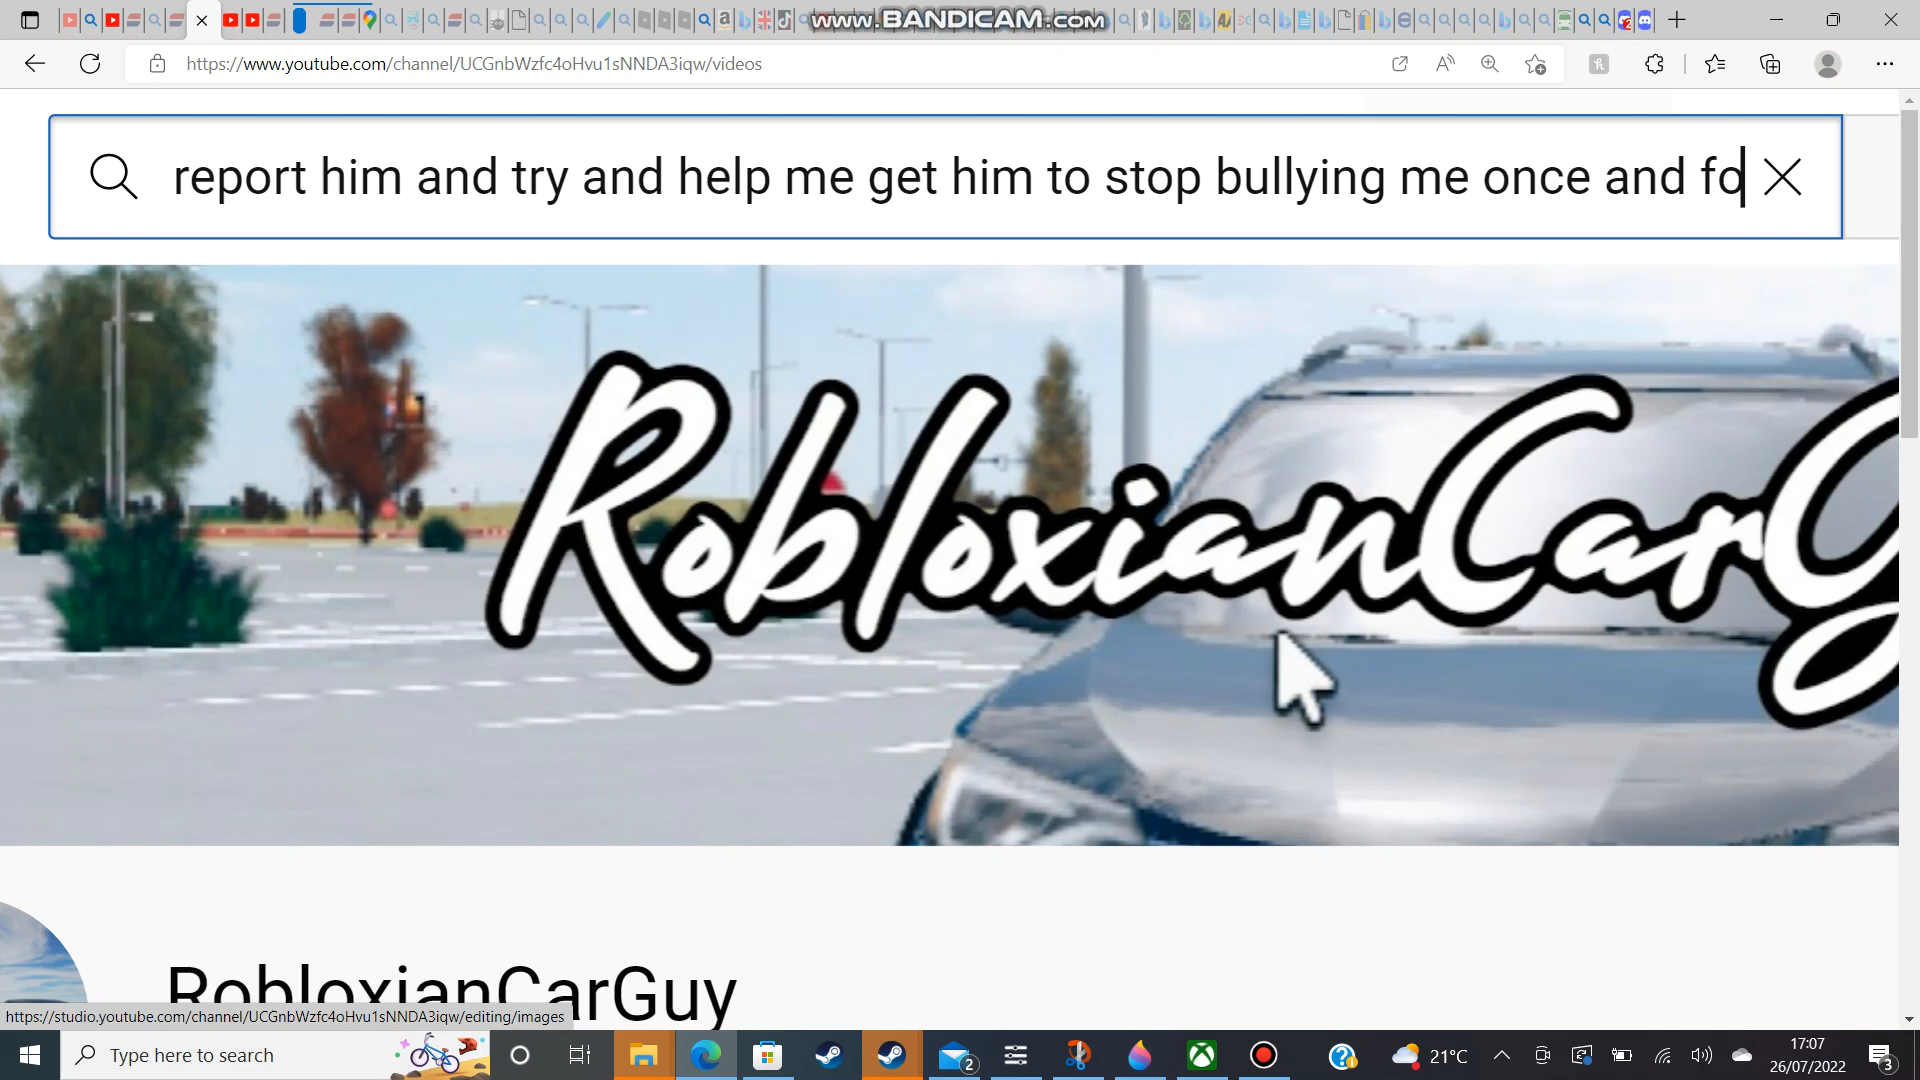 www.BANDICAM.com
https://www.youtube.com/channel/UCGnbWzfc4oHvu1sNNDA3iqw/videos
report him and try and help me get him to stop bullying me once and fo
RobloxianCarG
RobloxianCarGuy
https://studio.youtube.com/channel/UCGnbWzfc4oHvu1sNNDA3iqw/editing/images
Type here to search
2
21°C
17:07
26/07/2022
3